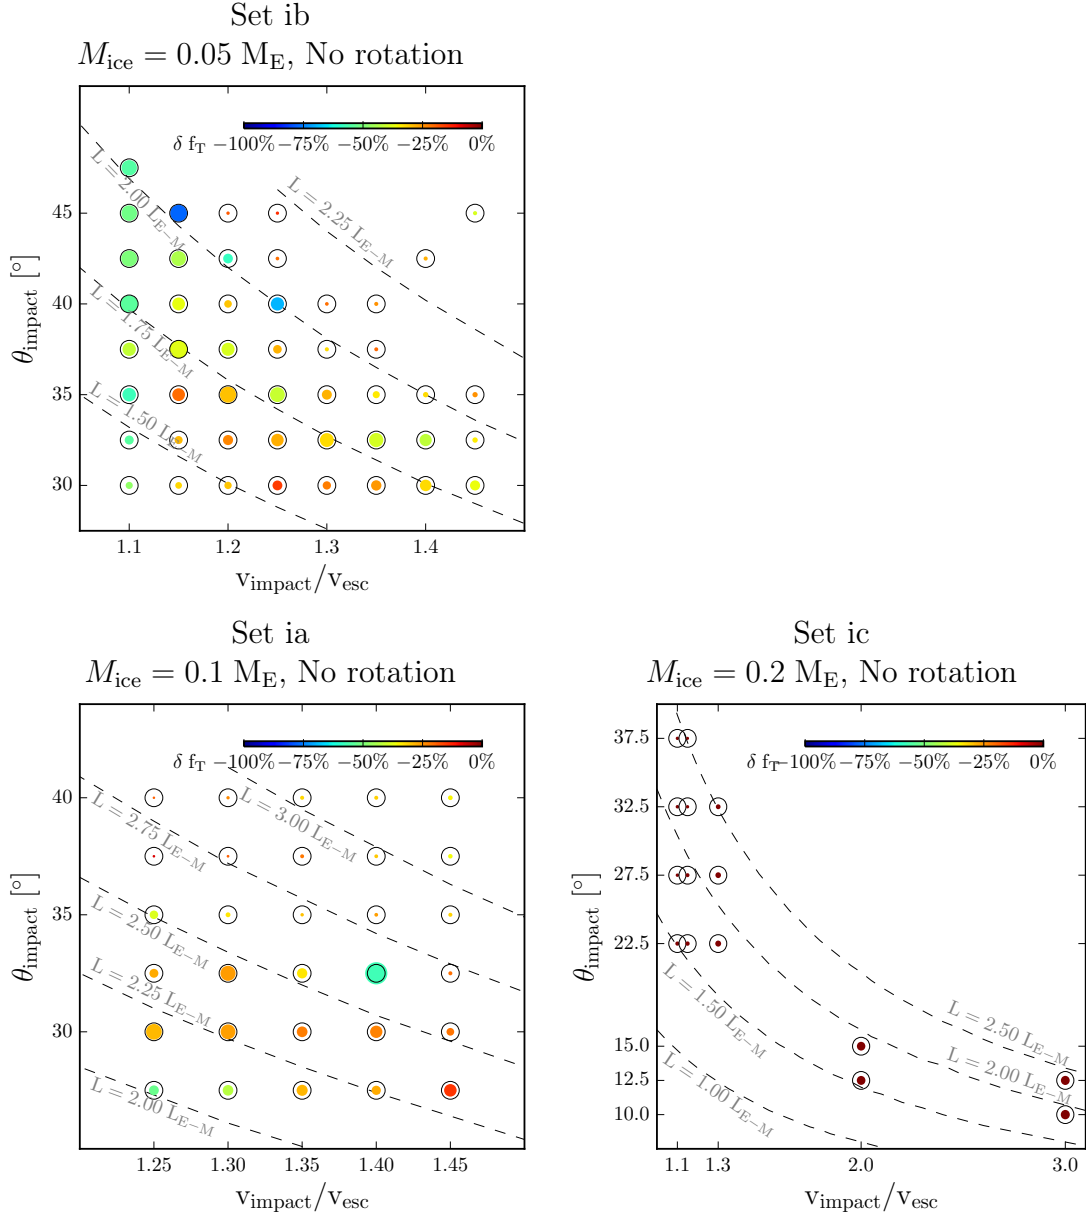 Set ib
M_ice = 0.05 M_E, No rotation
δ f_T −100% −75% −50% −25% 0%
L = 2.00 L_E−M
L = 2.25 L_E−M
L = 1.75 L_E−M
L = 1.50 L_E−M
45
40
35
30
θ_impact [°]
1.1 1.2 1.3 1.4
v_impact/v_esc
Set ia
M_ice = 0.1 M_E, No rotation
δ f_T −100% −75% −50% −25% 0%
L = 3.00 L_E−M
L = 2.75 L_E−M
L = 2.50 L_E−M
L = 2.25 L_E−M
L = 2.00 L_E−M
40
35
30
θ_impact [°]
1.25 1.30 1.35 1.40 1.45
v_impact/v_esc
Set ic
M_ice = 0.2 M_E, No rotation
δ f_T −100% −75% −50% −25% 0%
L = 2.50 L_E−M
L = 2.00 L_E−M
L = 1.50 L_E−M
L = 1.00 L_E−M
37.5
32.5
27.5
22.5
15.0
12.5
10.0
θ_impact [°]
1.1 1.3 2.0 3.0
v_impact/v_esc